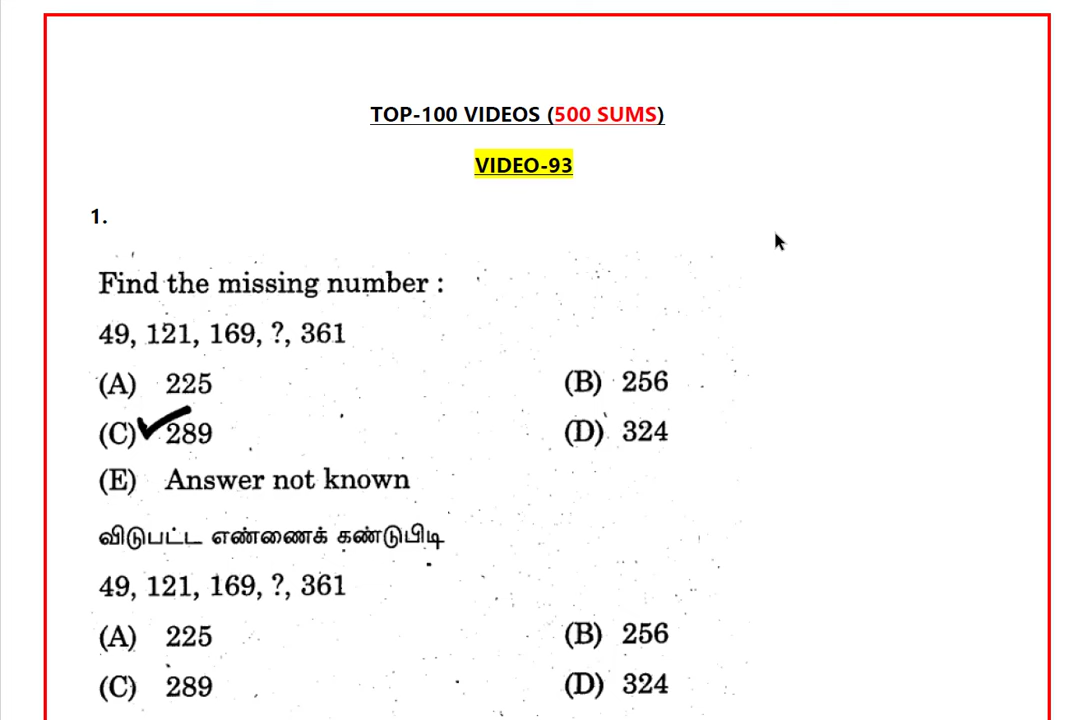 TOP-100 VIDEOS (500 SUMS)
VIDEO-93
1.
Find the missing number :
49, 121, 169, ?, 361
(A) 225 (B) 256
(C) 289 (D) 324
(E) Answer not known
விடுபட்ட எண்ணைக் கண்டுபிடி
49, 121, 169, ?, 361
(A) 225 (B) 256
(C) 289 (D) 324